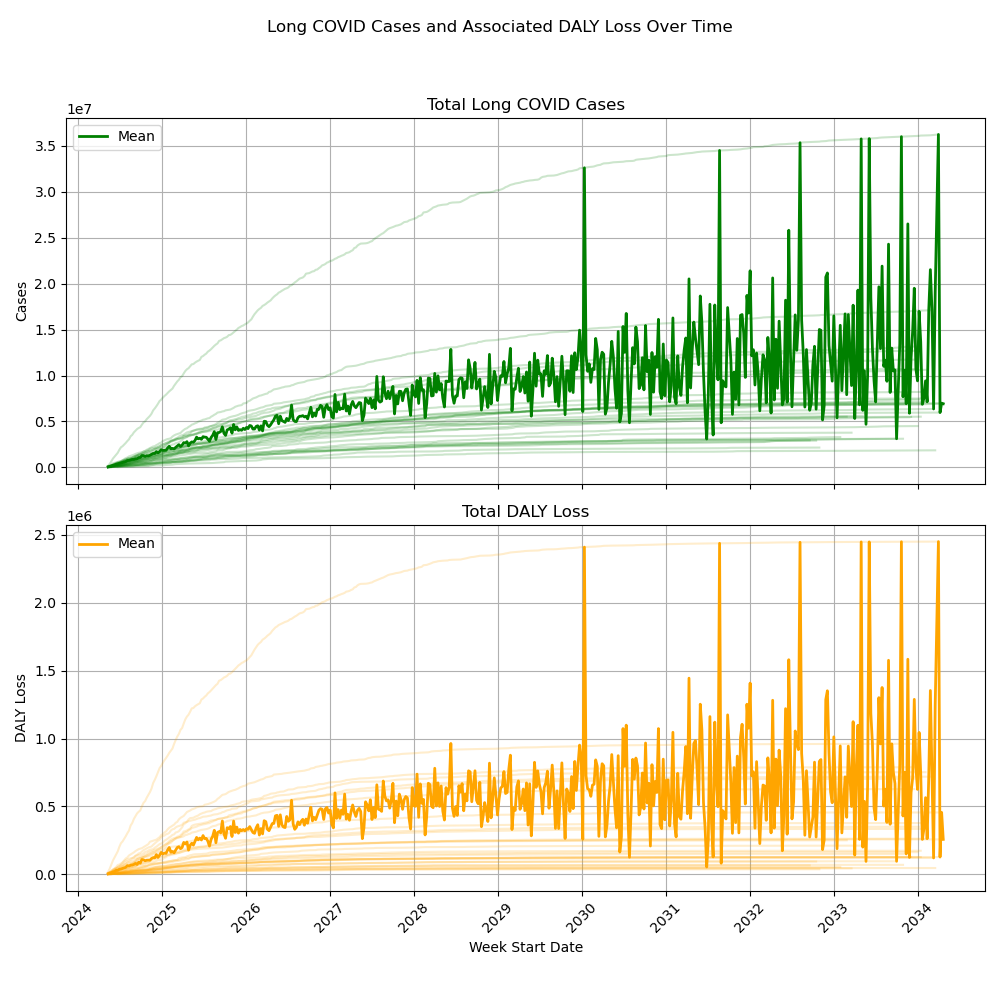 Long COVID Cases and Associated DALY Loss Over Time
Total Long COVID Cases
1e7
Mean
3.5
3.0
2.5
2.0
1.5
1.0
0.5
0.0
Cases
Total DALY Loss
1e6
Mean
2.5
2.0
1.5
1.0
0.5
0.0
DALY Loss
2024 2025 2026 2027 2028 2029 2030 2031 2032 2033 2034
Week Start Date